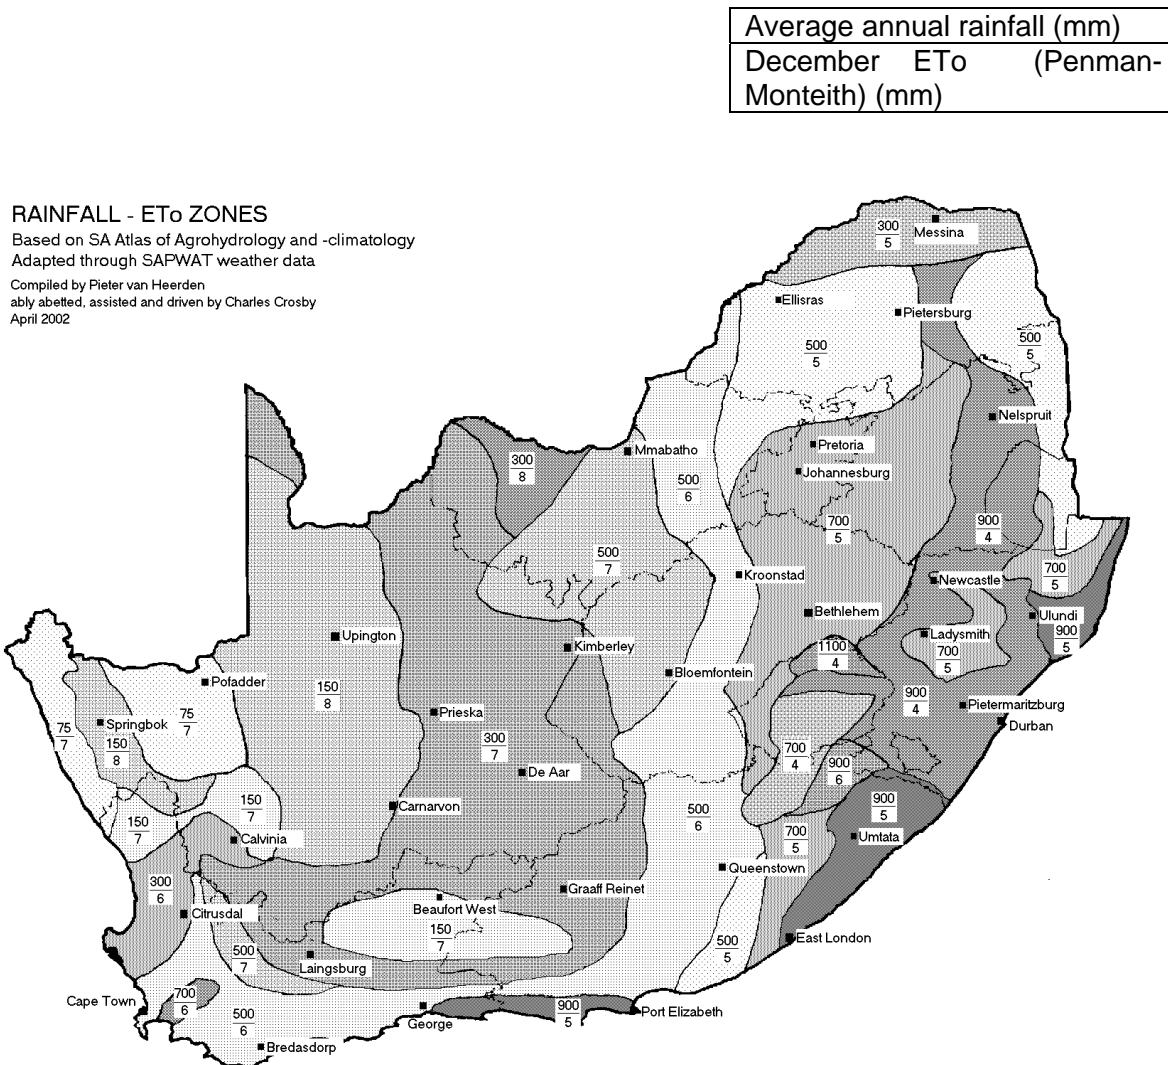 Average annual rainfall (mm)
December ETo (Penman-
Monteith) (mm)
RAINFALL - ETo ZONES
Based on SA Atlas of Agrohydrology and -climatology
Adapted through SAPWAT weather data
Compiled by Pieter van Heerden
ably abetted, assisted and driven by Charles Crosby
April 2002
300
5
Messina
Ellisras
Pietersburg
500
5
500
5
Nelspruit
Mmabatho
Pretoria
300
8
Johannesburg
500
6
700
5
900
4
500
7
700
5
Kroonstad
Newcastle
Bethlehem
Ulundi
900
5
Upington
Kimberley
Ladysmith
700
5
1100
4
Pofadder
Bloemfontein
150
8
900
4
Pietermaritzburg
Durban
75
7
75
7
Springbok
150
8
Prieska
300
7
700
4
900
6
De Aar
150
7
Carnarvon
500
6
900
5
150
7
Calvinia
700
5
Umtata
Queenstown
300
6
Graaff Reinet
Citrusdal
Beaufort West
150
7
500
7
Laingsburg
500
5
East London
Cape Town
700
6
500
6
George
900
5
Port Elizabeth
Bredasdorp